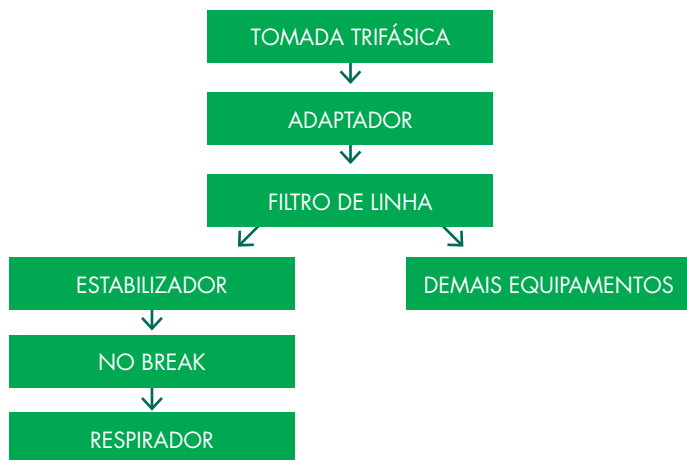 TOMADA TRIFÁSICA
ADAPTADOR
FILTRO DE LINHA
ESTABILIZADOR
DEMAIS EQUIPAMENTOS
NO BREAK
RESPIRADOR